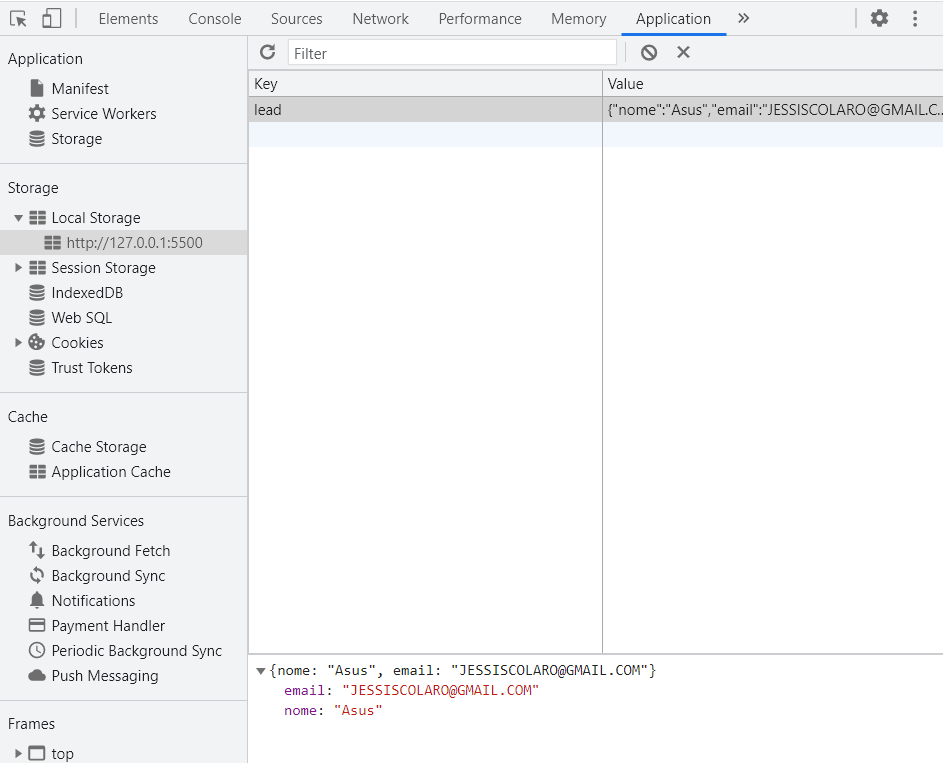 Elements Console Sources Network Performance Memory Application
Application
Manifest
Service Workers
Storage
Storage
Local Storage
http://127.0.0.1:5500
Session Storage
IndexedDB
Web SQL
Cookies
Trust Tokens
Cache
Cache Storage
Application Cache
Background Services
Background Fetch
Background Sync
Notifications
Payment Handler
Periodic Background Sync
Push Messaging
Frames
top
Filter
Key Value
lead {"nome":"Asus","email":"JESSISCOLARO@GMAIL.C...
{nome: "Asus", email: "JESSISCOLARO@GMAIL.COM"}
email: "JESSISCOLARO@GMAIL.COM"
nome: "Asus"